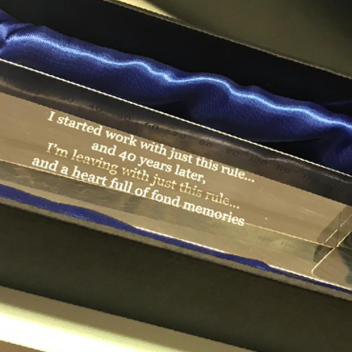 I started work with just this rule...
and 40 years later,
I'm leaving with just this rule...
and a heart full of fond memories